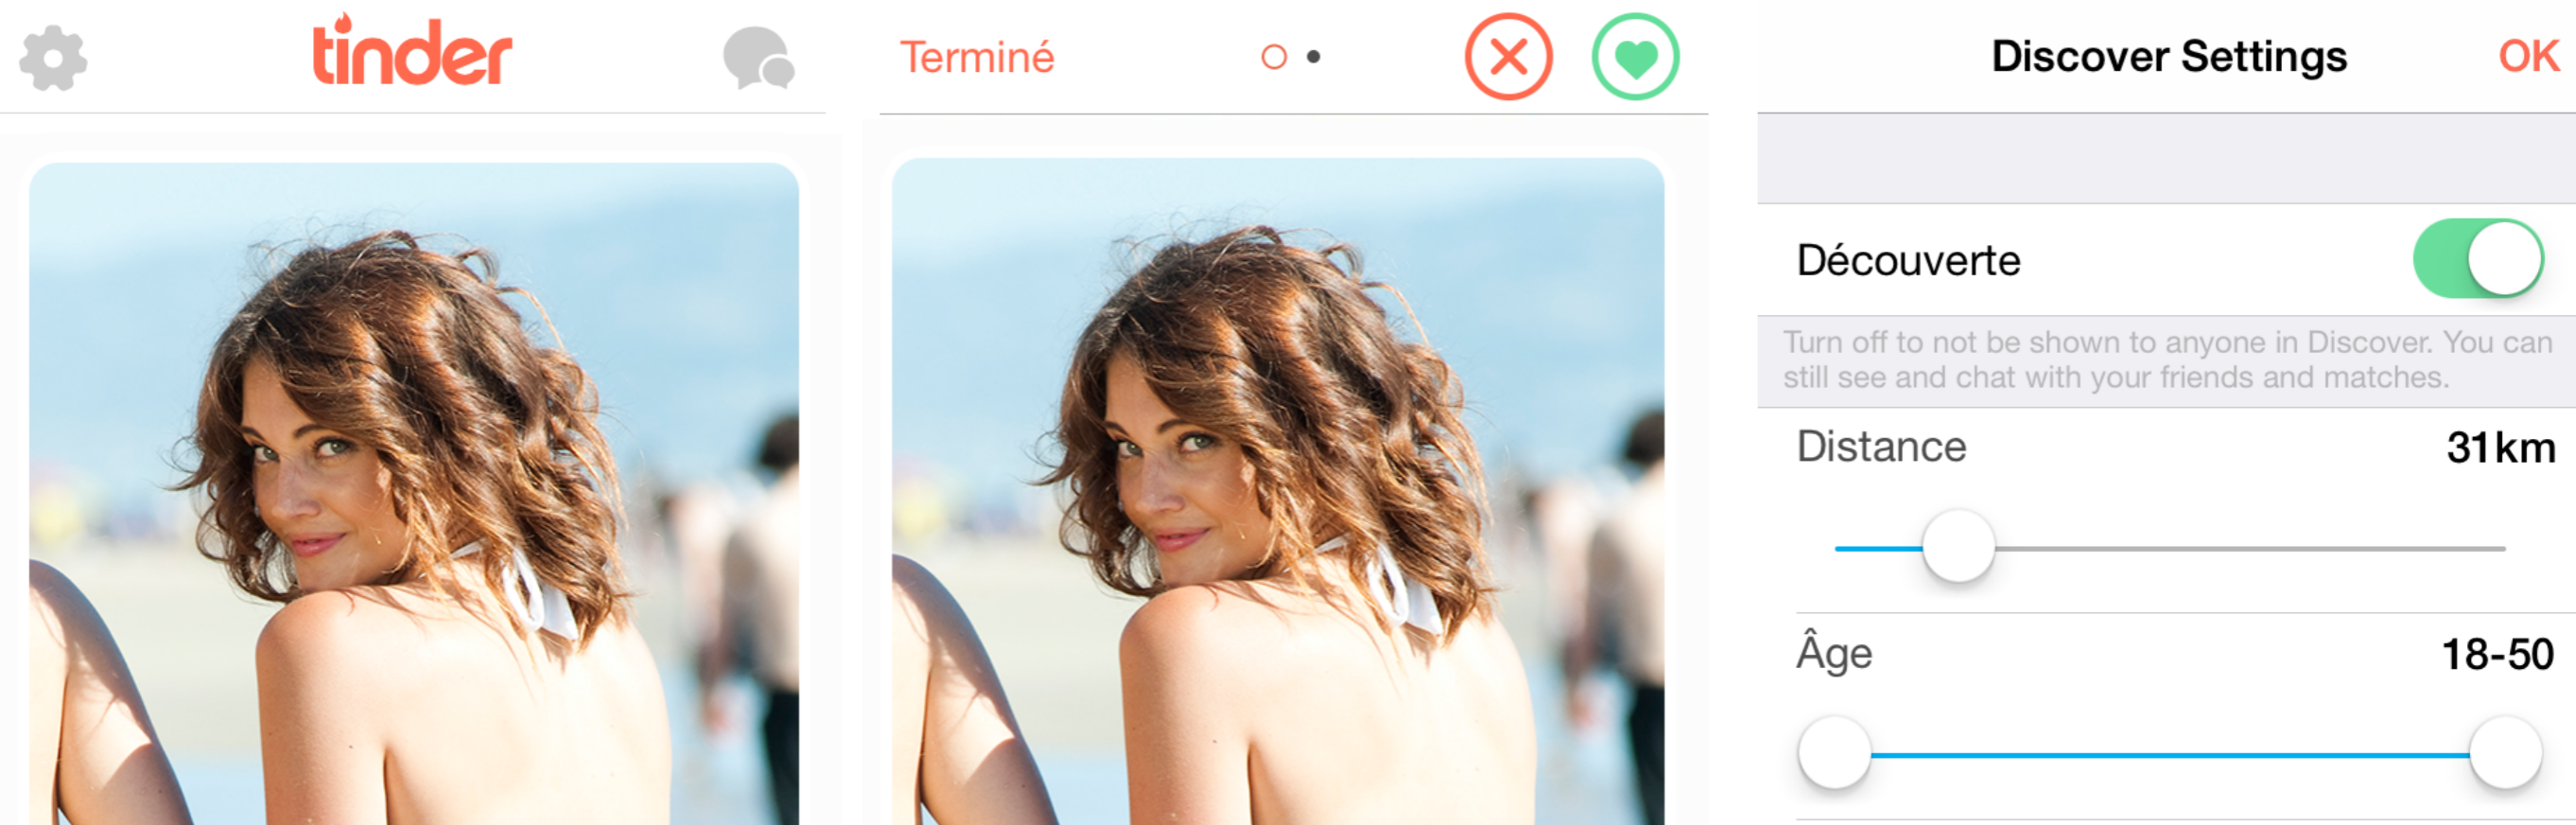 tinder
Terminé
Discover Settings
OK
Découverte
Turn off to not be shown to anyone in Discover. You can
still see and chat with your friends and matches.
Distance
31km
Âge
18-50